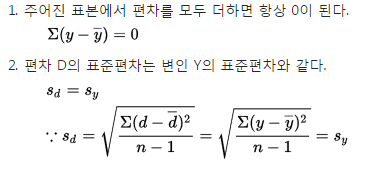 1. 주어진 표본에서 편차를 모두 더하면 항상 0이 된다.
Σ(y − ȳ) = 0
2. 편차 D의 표준편차는 변인 Y의 표준편차와 같다.
s_d = s_y
∵ s_d = √(Σ(d − d̄)² / (n − 1)) = √(Σ(y − ȳ)² / (n − 1)) = s_y